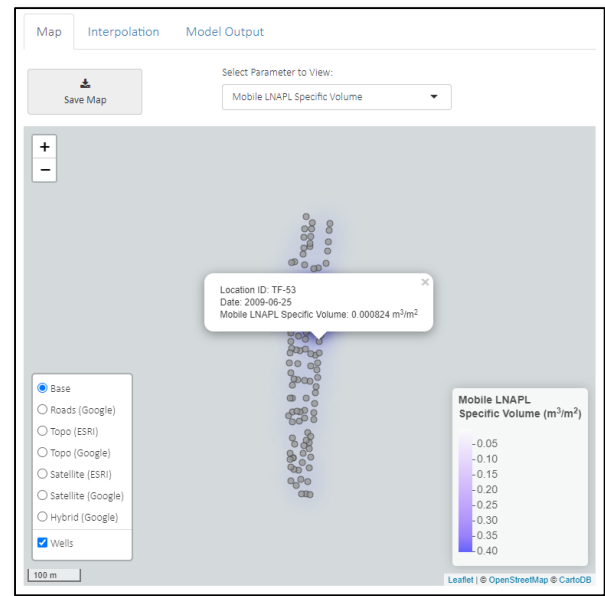 Map Interpolation Model Output
Save Map
Select Parameter to View:
Mobile LNAPL Specific Volume
+
−
×
Location ID: TF-53
Date: 2009-06-25
Mobile LNAPL Specific Volume: 0.000824 m³/m²
Base
Roads (Google)
Topo (ESRI)
Topo (Google)
Satellite (ESRI)
Satellite (Google)
Hybrid (Google)
Wells
100 m
Mobile LNAPL
Specific Volume (m³/m²)
0.05
0.10
0.15
0.20
0.25
0.30
0.35
0.40
Leaflet | © OpenStreetMap © CartoDB